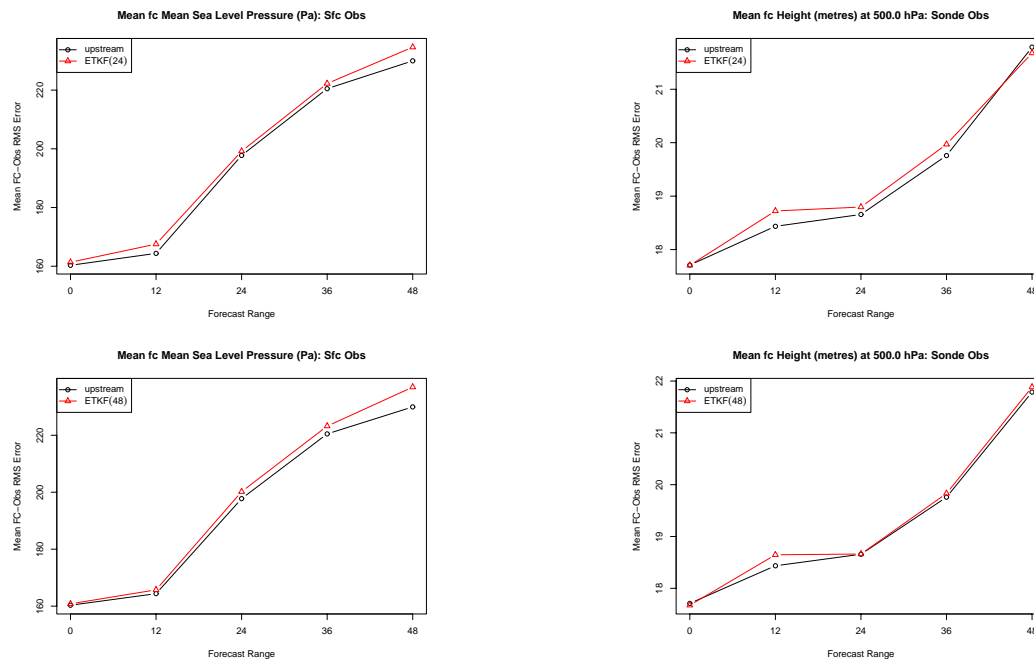 Mean fc Mean Sea Level Pressure (Pa): Sfc Obs
upstream
ETKF(24)
Mean FC−Obs RMS Error
160
180
200
220
0 12 24 36 48
Forecast Range
Mean fc Height (metres) at 500.0 hPa: Sonde Obs
upstream
ETKF(24)
Mean FC−Obs RMS Error
18
19
20
21
0 12 24 36 48
Forecast Range
Mean fc Mean Sea Level Pressure (Pa): Sfc Obs
upstream
ETKF(48)
Mean FC−Obs RMS Error
160
180
200
220
0 12 24 36 48
Forecast Range
Mean fc Height (metres) at 500.0 hPa: Sonde Obs
upstream
ETKF(48)
Mean FC−Obs RMS Error
18
19
20
21
22
0 12 24 36 48
Forecast Range